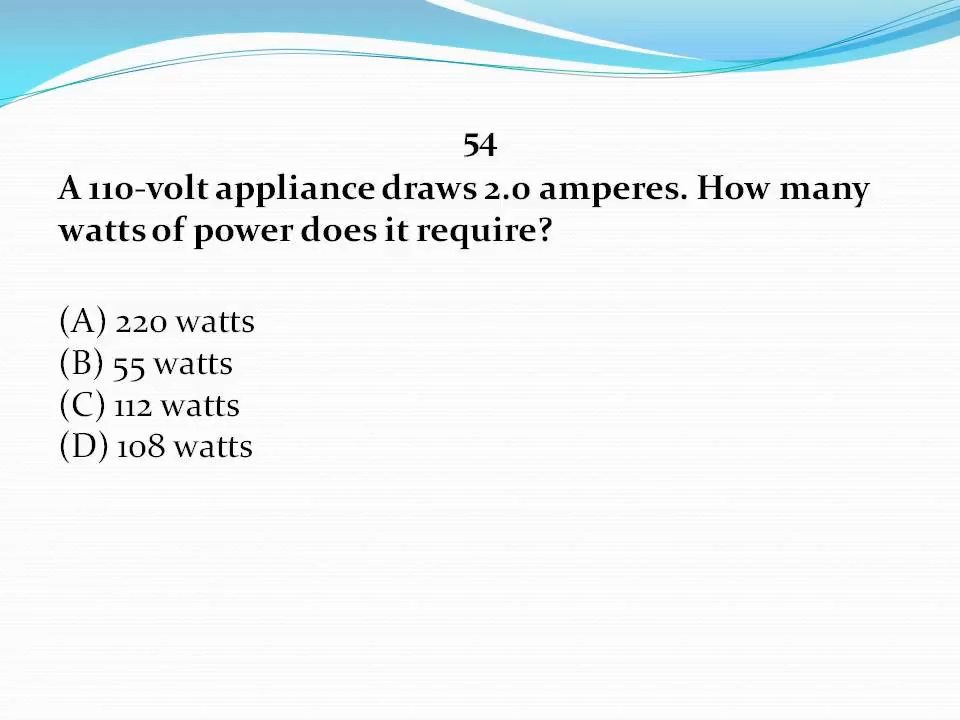 54
A 110-volt appliance draws 2.0 amperes. How many
watts of power does it require?
(A) 220 watts
(B) 55 watts
(C) 112 watts
(D) 108 watts